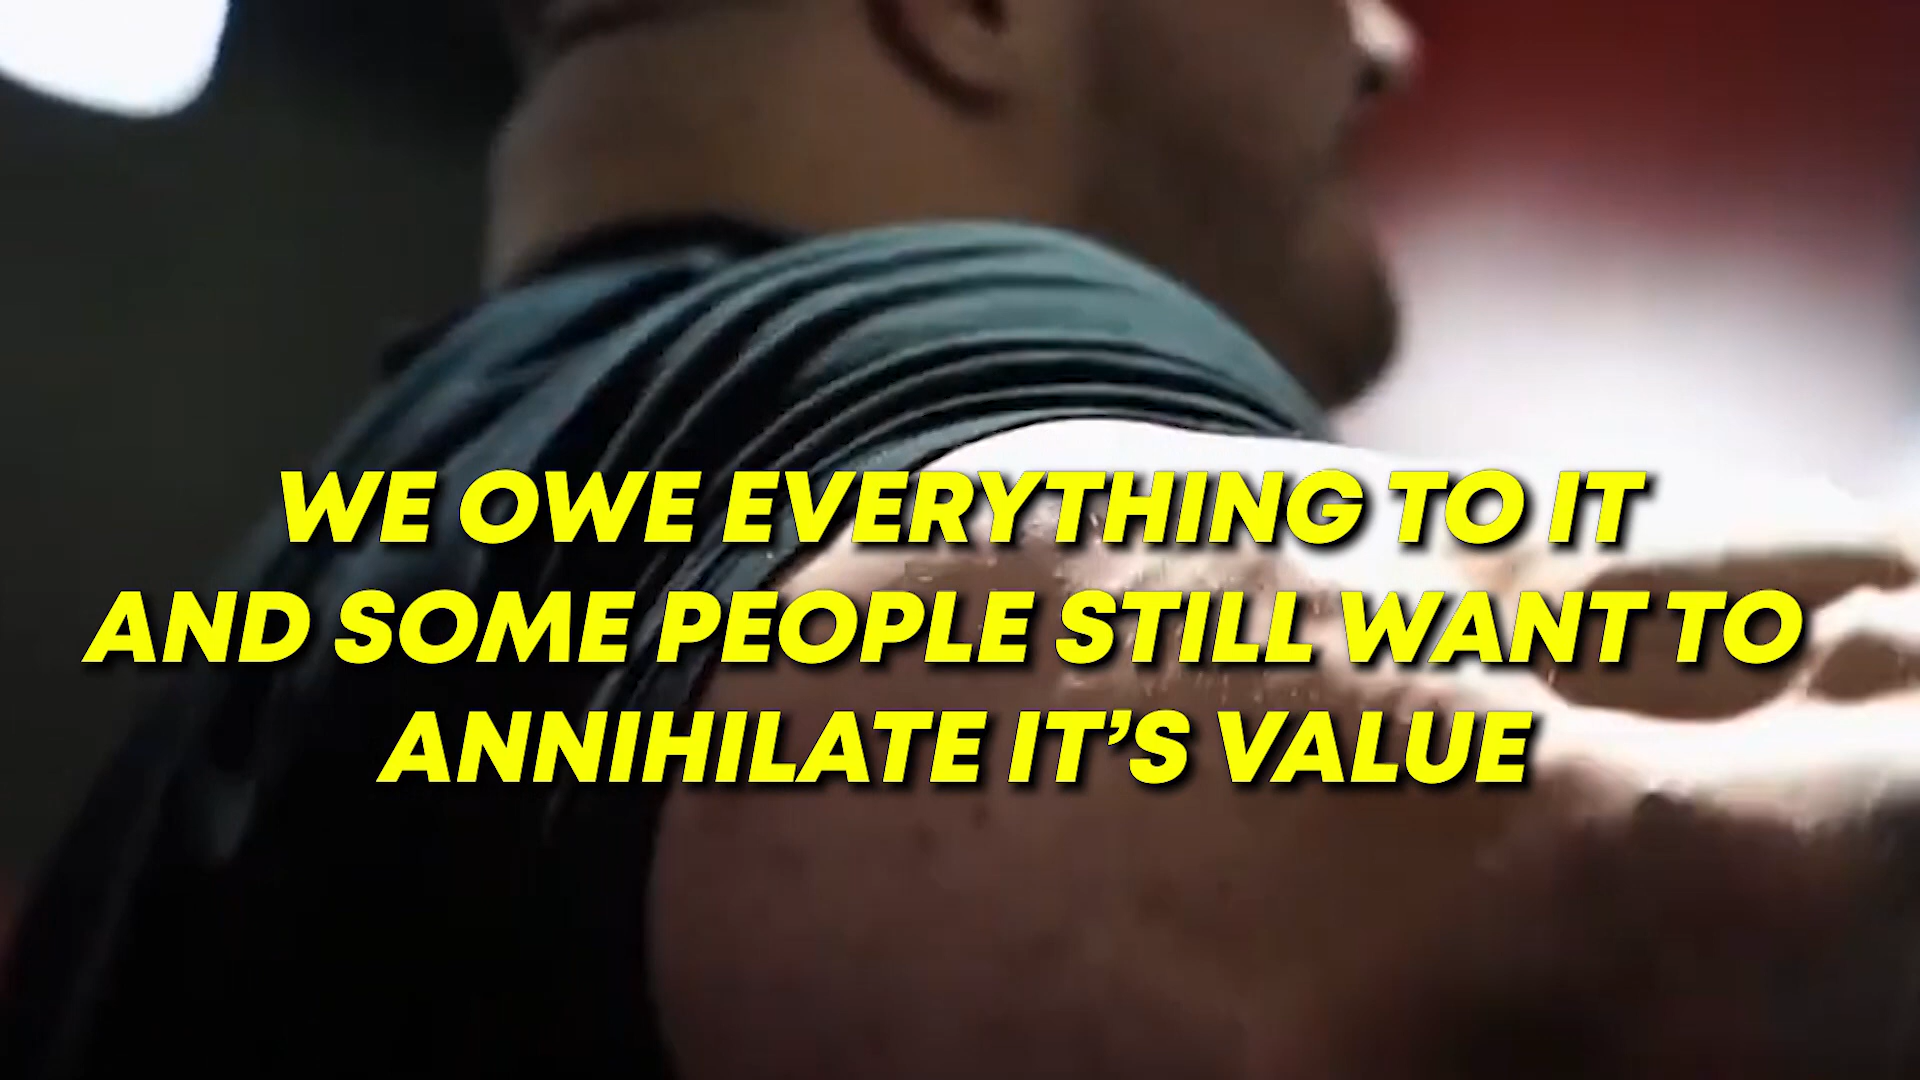 WE OWE EVERYTHING TO IT
AND SOME PEOPLE STILL WANT TO
ANNIHILATE IT’S VALUE